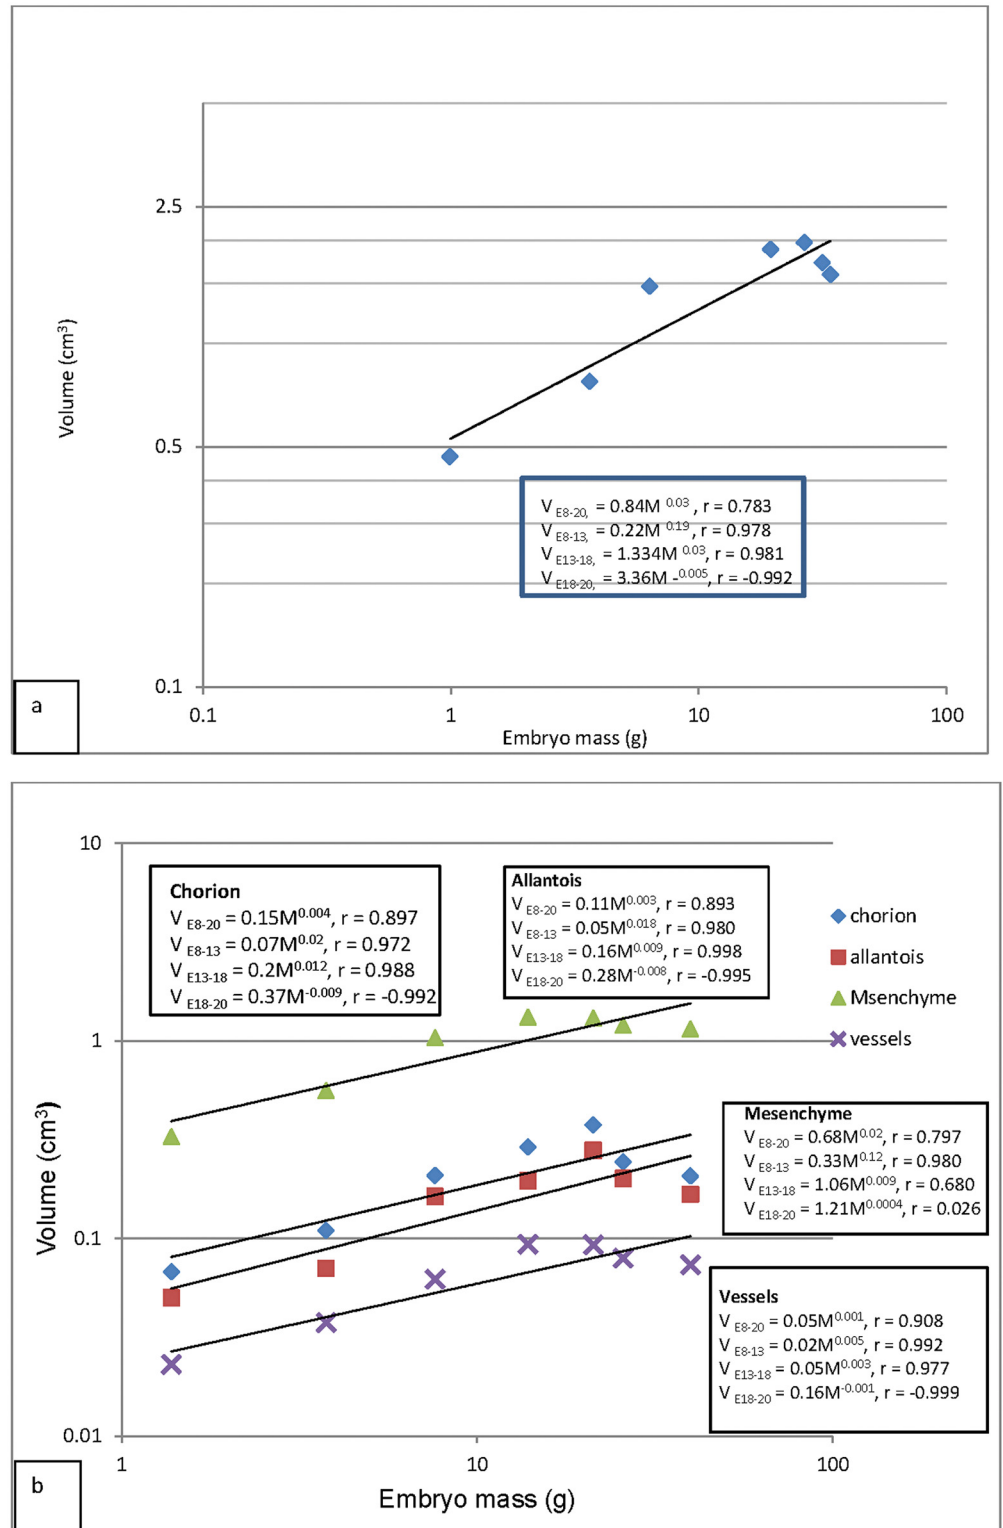 2.5
Volume (cm³)
0.5
V E8-20, = 0.84M 0.03 , r = 0.783
V E8-13, = 0.22M 0.19 , r = 0.978
V E13-18, = 1.334M 0.03, r = 0.981
V E18-20, = 3.36M -0.005, r = -0.992
0.1
0.1 1 10 100
Embryo mass (g)
a
10
Chorion
V E8-20 = 0.15M0.004, r = 0.897
V E8-13 = 0.07M0.02, r = 0.972
V E13-18 = 0.2M0.012, r = 0.988
V E18-20 = 0.37M-0.009, r = -0.992
Allantois
V E8-20 = 0.11M0.003, r = 0.893
V E8-13 = 0.05M0.018, r = 0.980
V E13-18 = 0.16M0.009, r = 0.998
V E18-20 = 0.28M-0.008, r = -0.995
chorion
allantois
Msenchyme
vessels
1
Volume (cm³)
0.1
Mesenchyme
V E8-20 = 0.68M0.02, r = 0.797
V E8-13 = 0.33M0.12, r = 0.980
V E13-18 = 1.06M0.009, r = 0.680
V E18-20 = 1.21M0.0004, r = 0.026
Vessels
V E8-20 = 0.05M0.001, r = 0.908
V E8-13 = 0.02M0.005, r = 0.992
V E13-18 = 0.05M0.003, r = 0.977
V E18-20 = 0.16M-0.001, r = -0.999
0.01
1 10 100
Embryo mass (g)
b